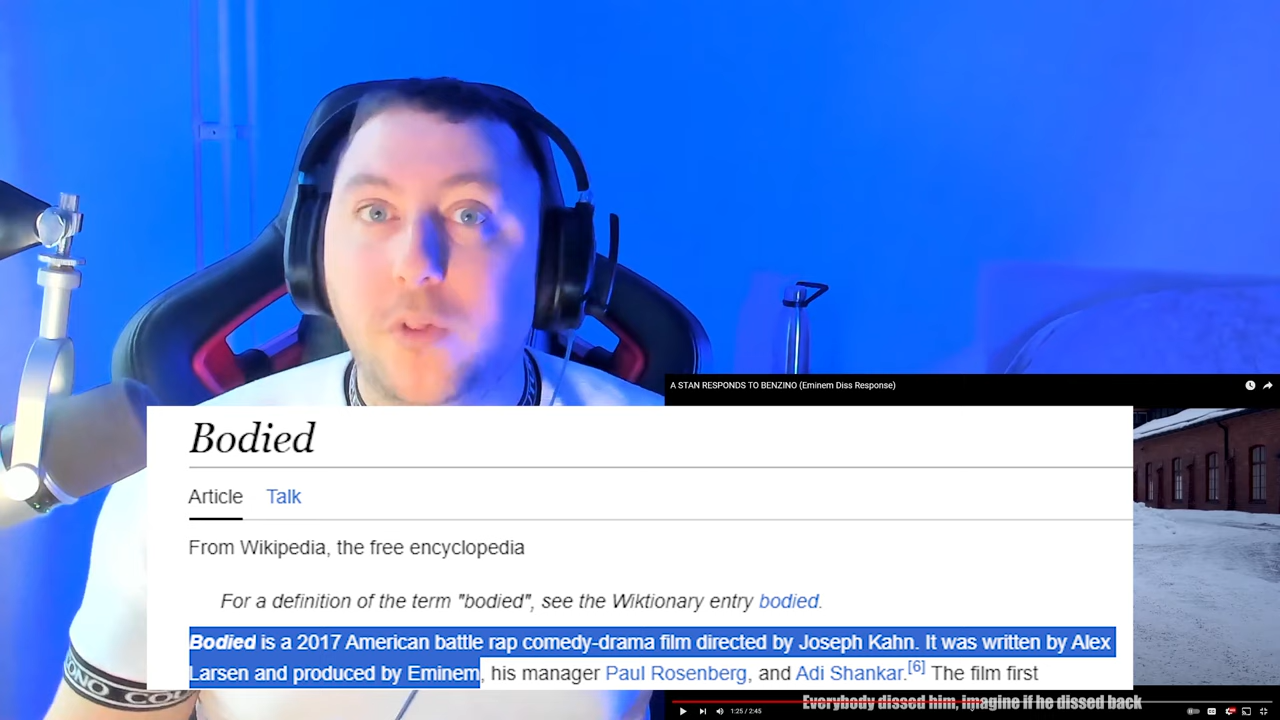 A STAN RESPONDS TO BENZINO (Eminem Diss Response)
Bodied
Article Talk
From Wikipedia, the free encyclopedia
For a definition of the term "bodied", see the Wiktionary entry bodied.
Bodied is a 2017 American battle rap comedy-drama film directed by Joseph Kahn. It was written by Alex
Larsen and produced by Eminem, his manager Paul Rosenberg, and Adi Shankar.[6] The film first
Everybody dissed him, imagine if he dissed back
1:25 / 2:45